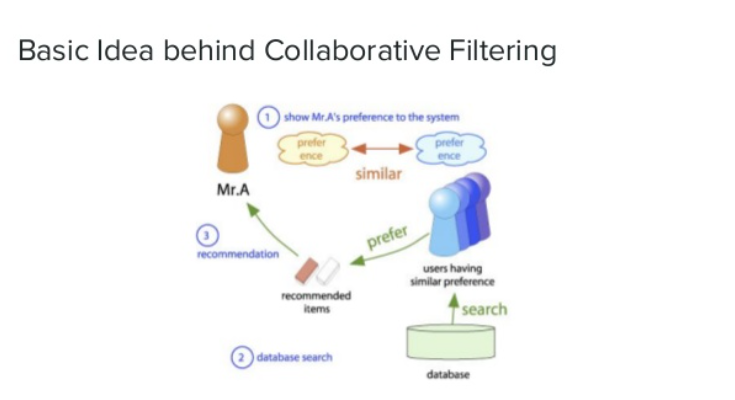 Basic Idea behind Collaborative Filtering
1 show Mr.A's preference to the system
prefer
ence
prefer
ence
similar
Mr.A
3
recommendation
prefer
users having
similar preference
recommended
items
search
2 database search
database